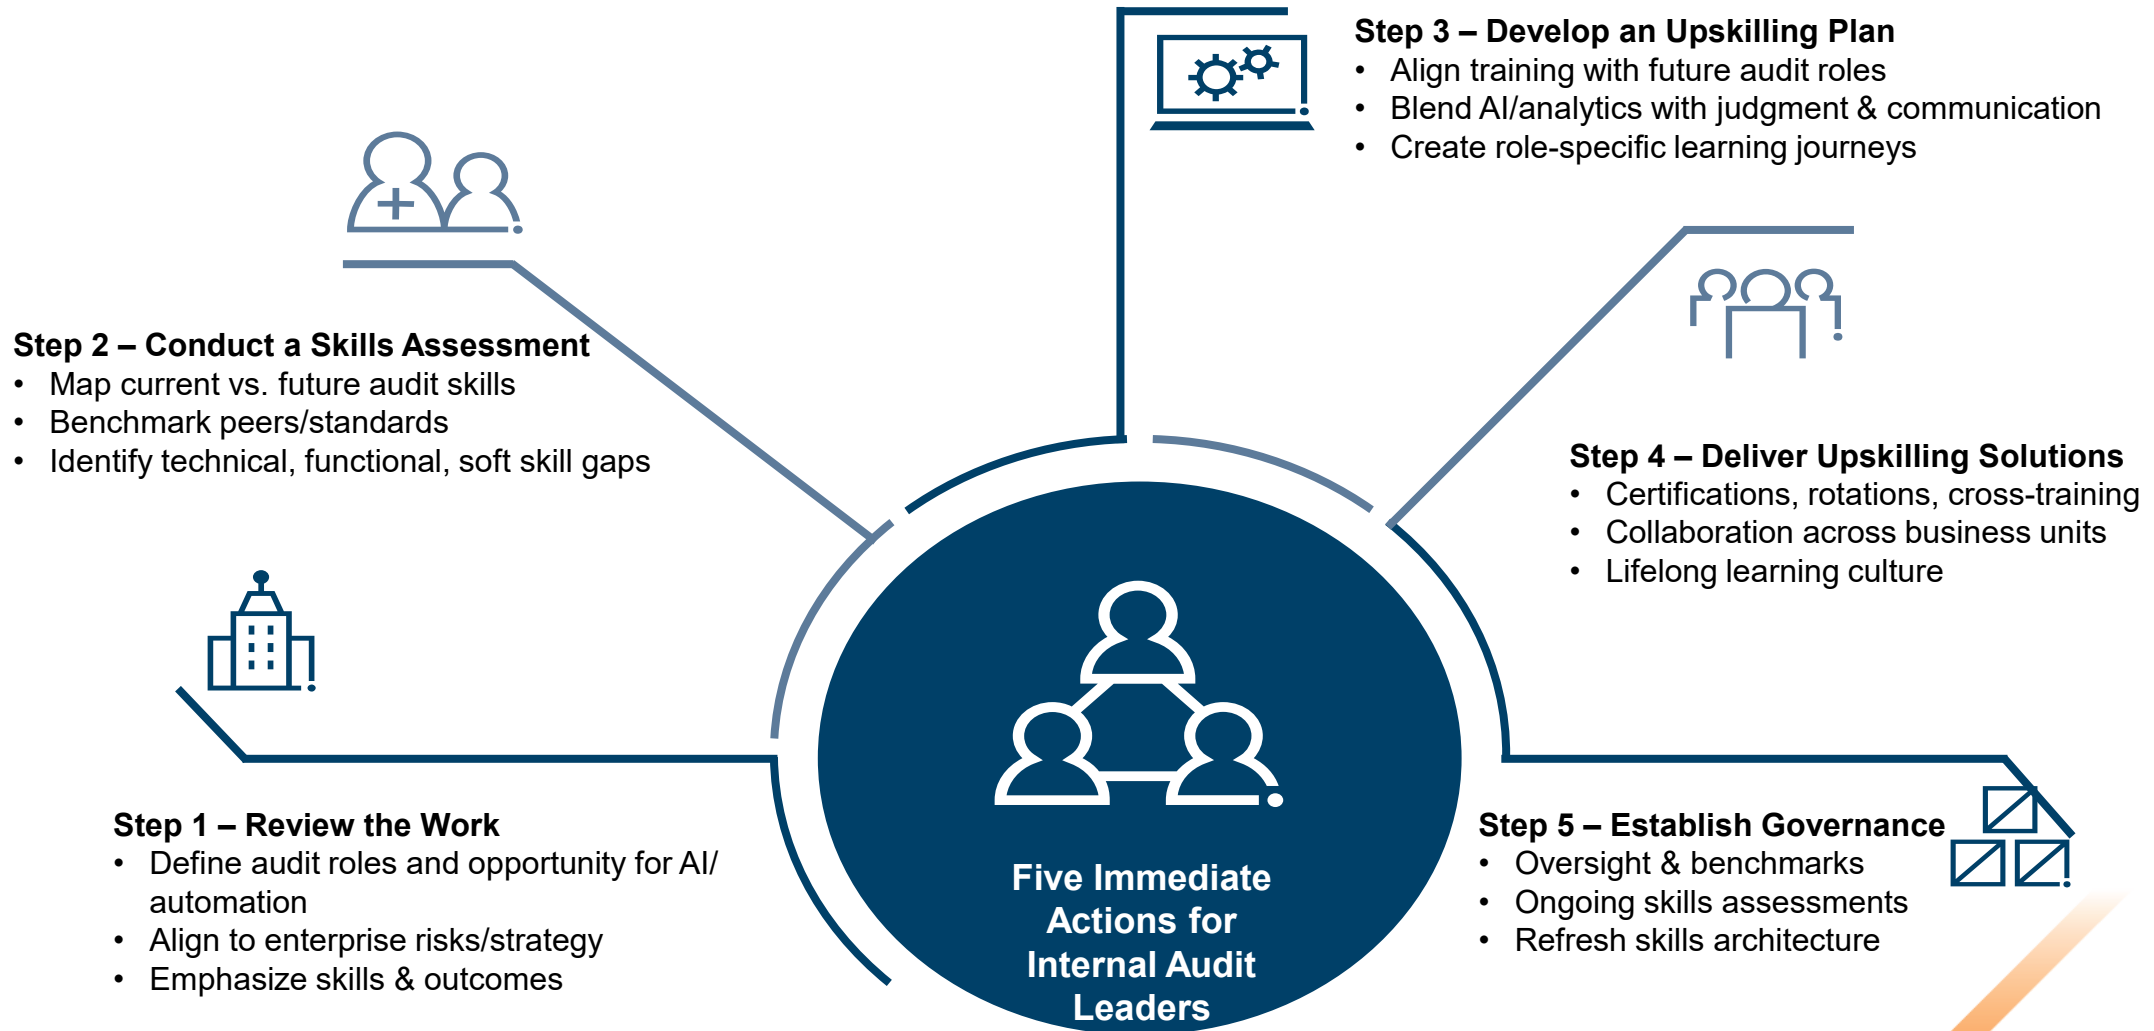 Step 3 – Develop an Upskilling Plan
• Align training with future audit roles
• Blend AI/analytics with judgment & communication
• Create role-specific learning journeys
Step 2 – Conduct a Skills Assessment
• Map current vs. future audit skills
• Benchmark peers/standards
• Identify technical, functional, soft skill gaps
Step 4 – Deliver Upskilling Solutions
• Certifications, rotations, cross-training
• Collaboration across business units
• Lifelong learning culture
Step 1 – Review the Work
• Define audit roles and opportunity for AI/
automation
• Align to enterprise risks/strategy
• Emphasize skills & outcomes
Five Immediate
Actions for
Internal Audit
Leaders
Step 5 – Establish Governance
• Oversight & benchmarks
• Ongoing skills assessments
• Refresh skills architecture